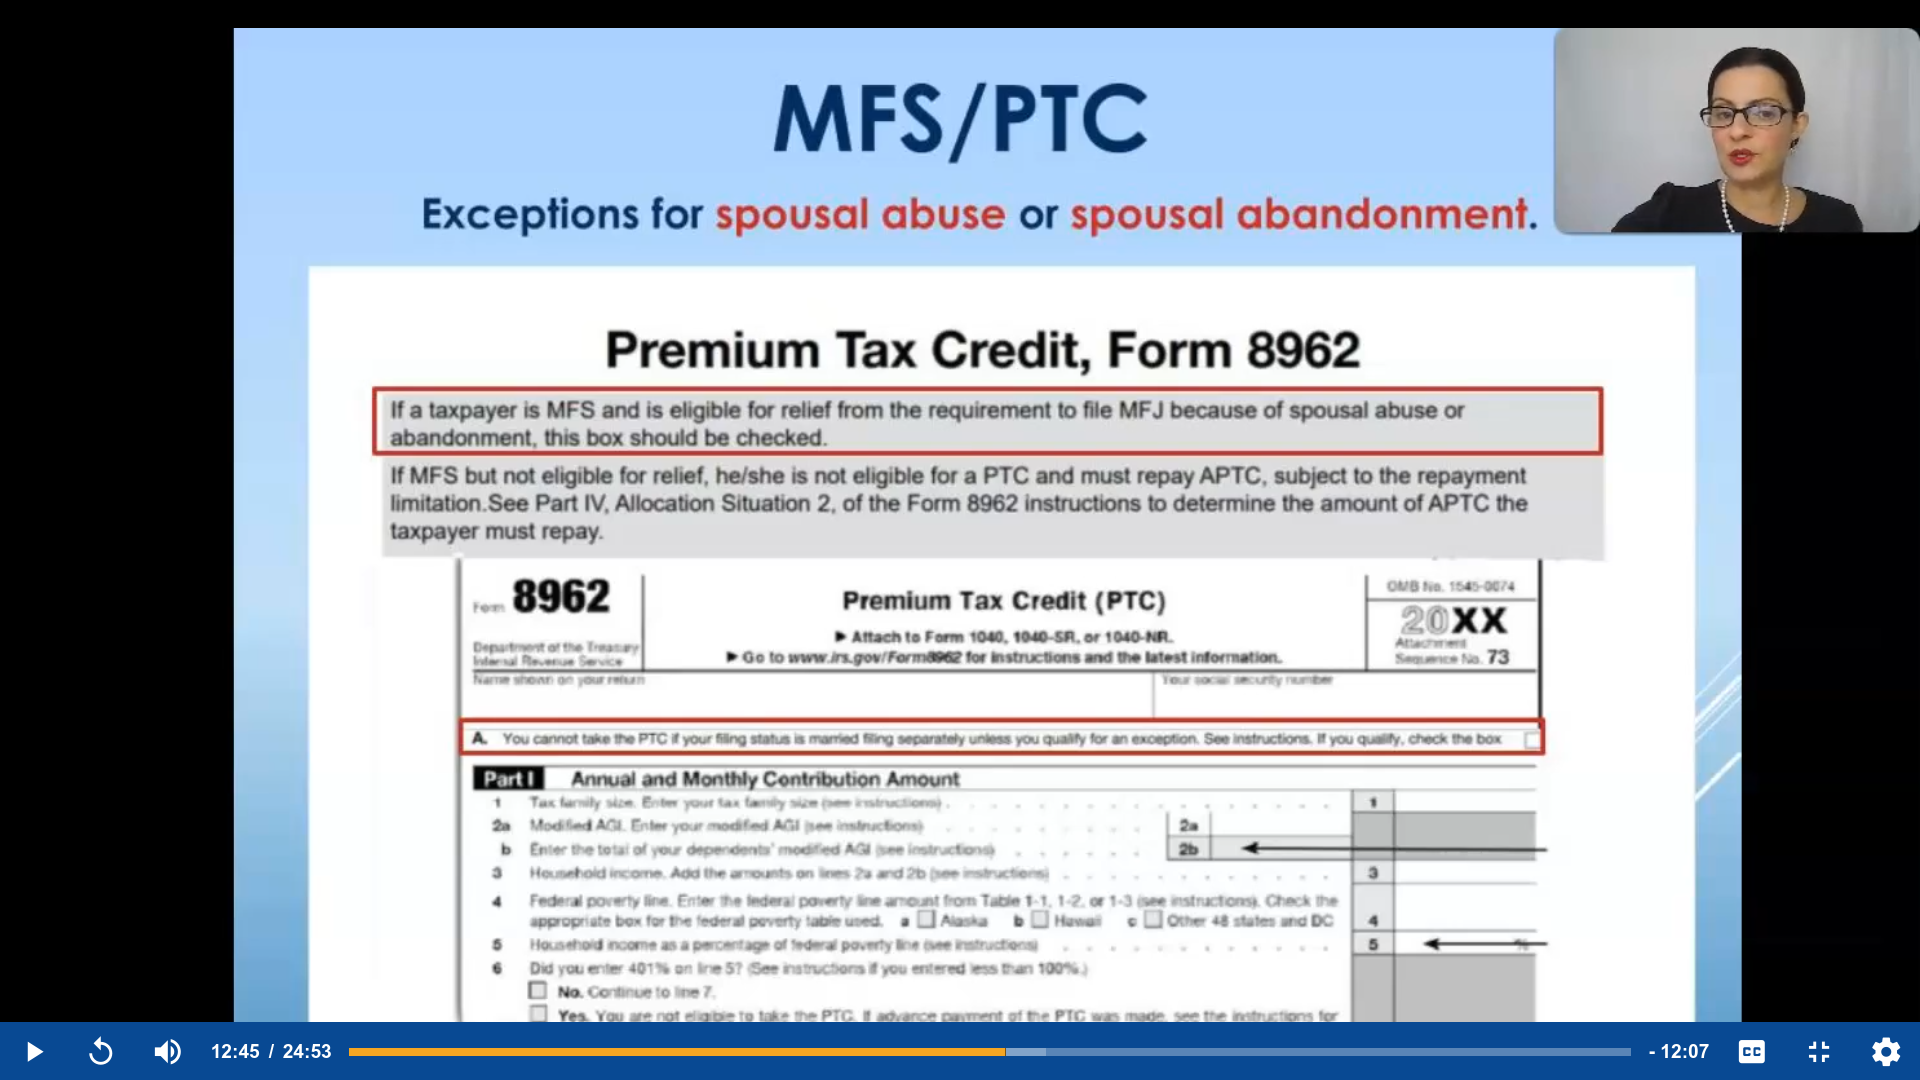 MFS/PTC
Exceptions for spousal abuse or spousal abandonment.
Premium Tax Credit, Form 8962
If a taxpayer is MFS and is eligible for relief from the requirement to file MFJ because of spousal abuse or
abandonment, this box should be checked.
If MFS but not eligible for relief, he/she is not eligible for a PTC and must repay APTC, subject to the repayment
limitation.See Part IV, Allocation Situation 2, of the Form 8962 instructions to determine the amount of APTC the
taxpayer must repay.
Form 8962
Department of the Treasury
Internal Revenue Service
Premium Tax Credit (PTC)
▶ Attach to Form 1040, 1040-SR, or 1040-NR.
▶ Go to www.irs.gov/Form8962 for instructions and the latest information.
OMB No. 1545-0074
20XX
Attachment
Sequence No. 73
Name shown on your return
Your social security number
A. You cannot take the PTC if your filing status is married filing separately unless you qualify for an exception. See instructions. If you qualify, check the box
Part I Annual and Monthly Contribution Amount
1 Tax family size. Enter your tax family size (see instructions) . 1
2a Modified AGI. Enter your modified AGI (see instructions) 2a
b Enter the total of your dependents' modified AGI (see instructions) 2b
3 Household income. Add the amounts on lines 2a and 2b (see instructions) 3
4 Federal poverty line. Enter the federal poverty line amount from Table 1-1, 1-2, or 1-3 (see instructions). Check the
appropriate box for the federal poverty table used. a Alaska b Hawaii c Other 48 states and DC 4
5 Household income as a percentage of federal poverty line (see instructions) 5 %
6 Did you enter 401% on line 5? (See instructions if you entered less than 100%.)
No. Continue to line 7.
Yes. You are not eligible to take the PTC. If advance payment of the PTC was made, see the instructions for
12:45 / 24:53
- 12:07
CC